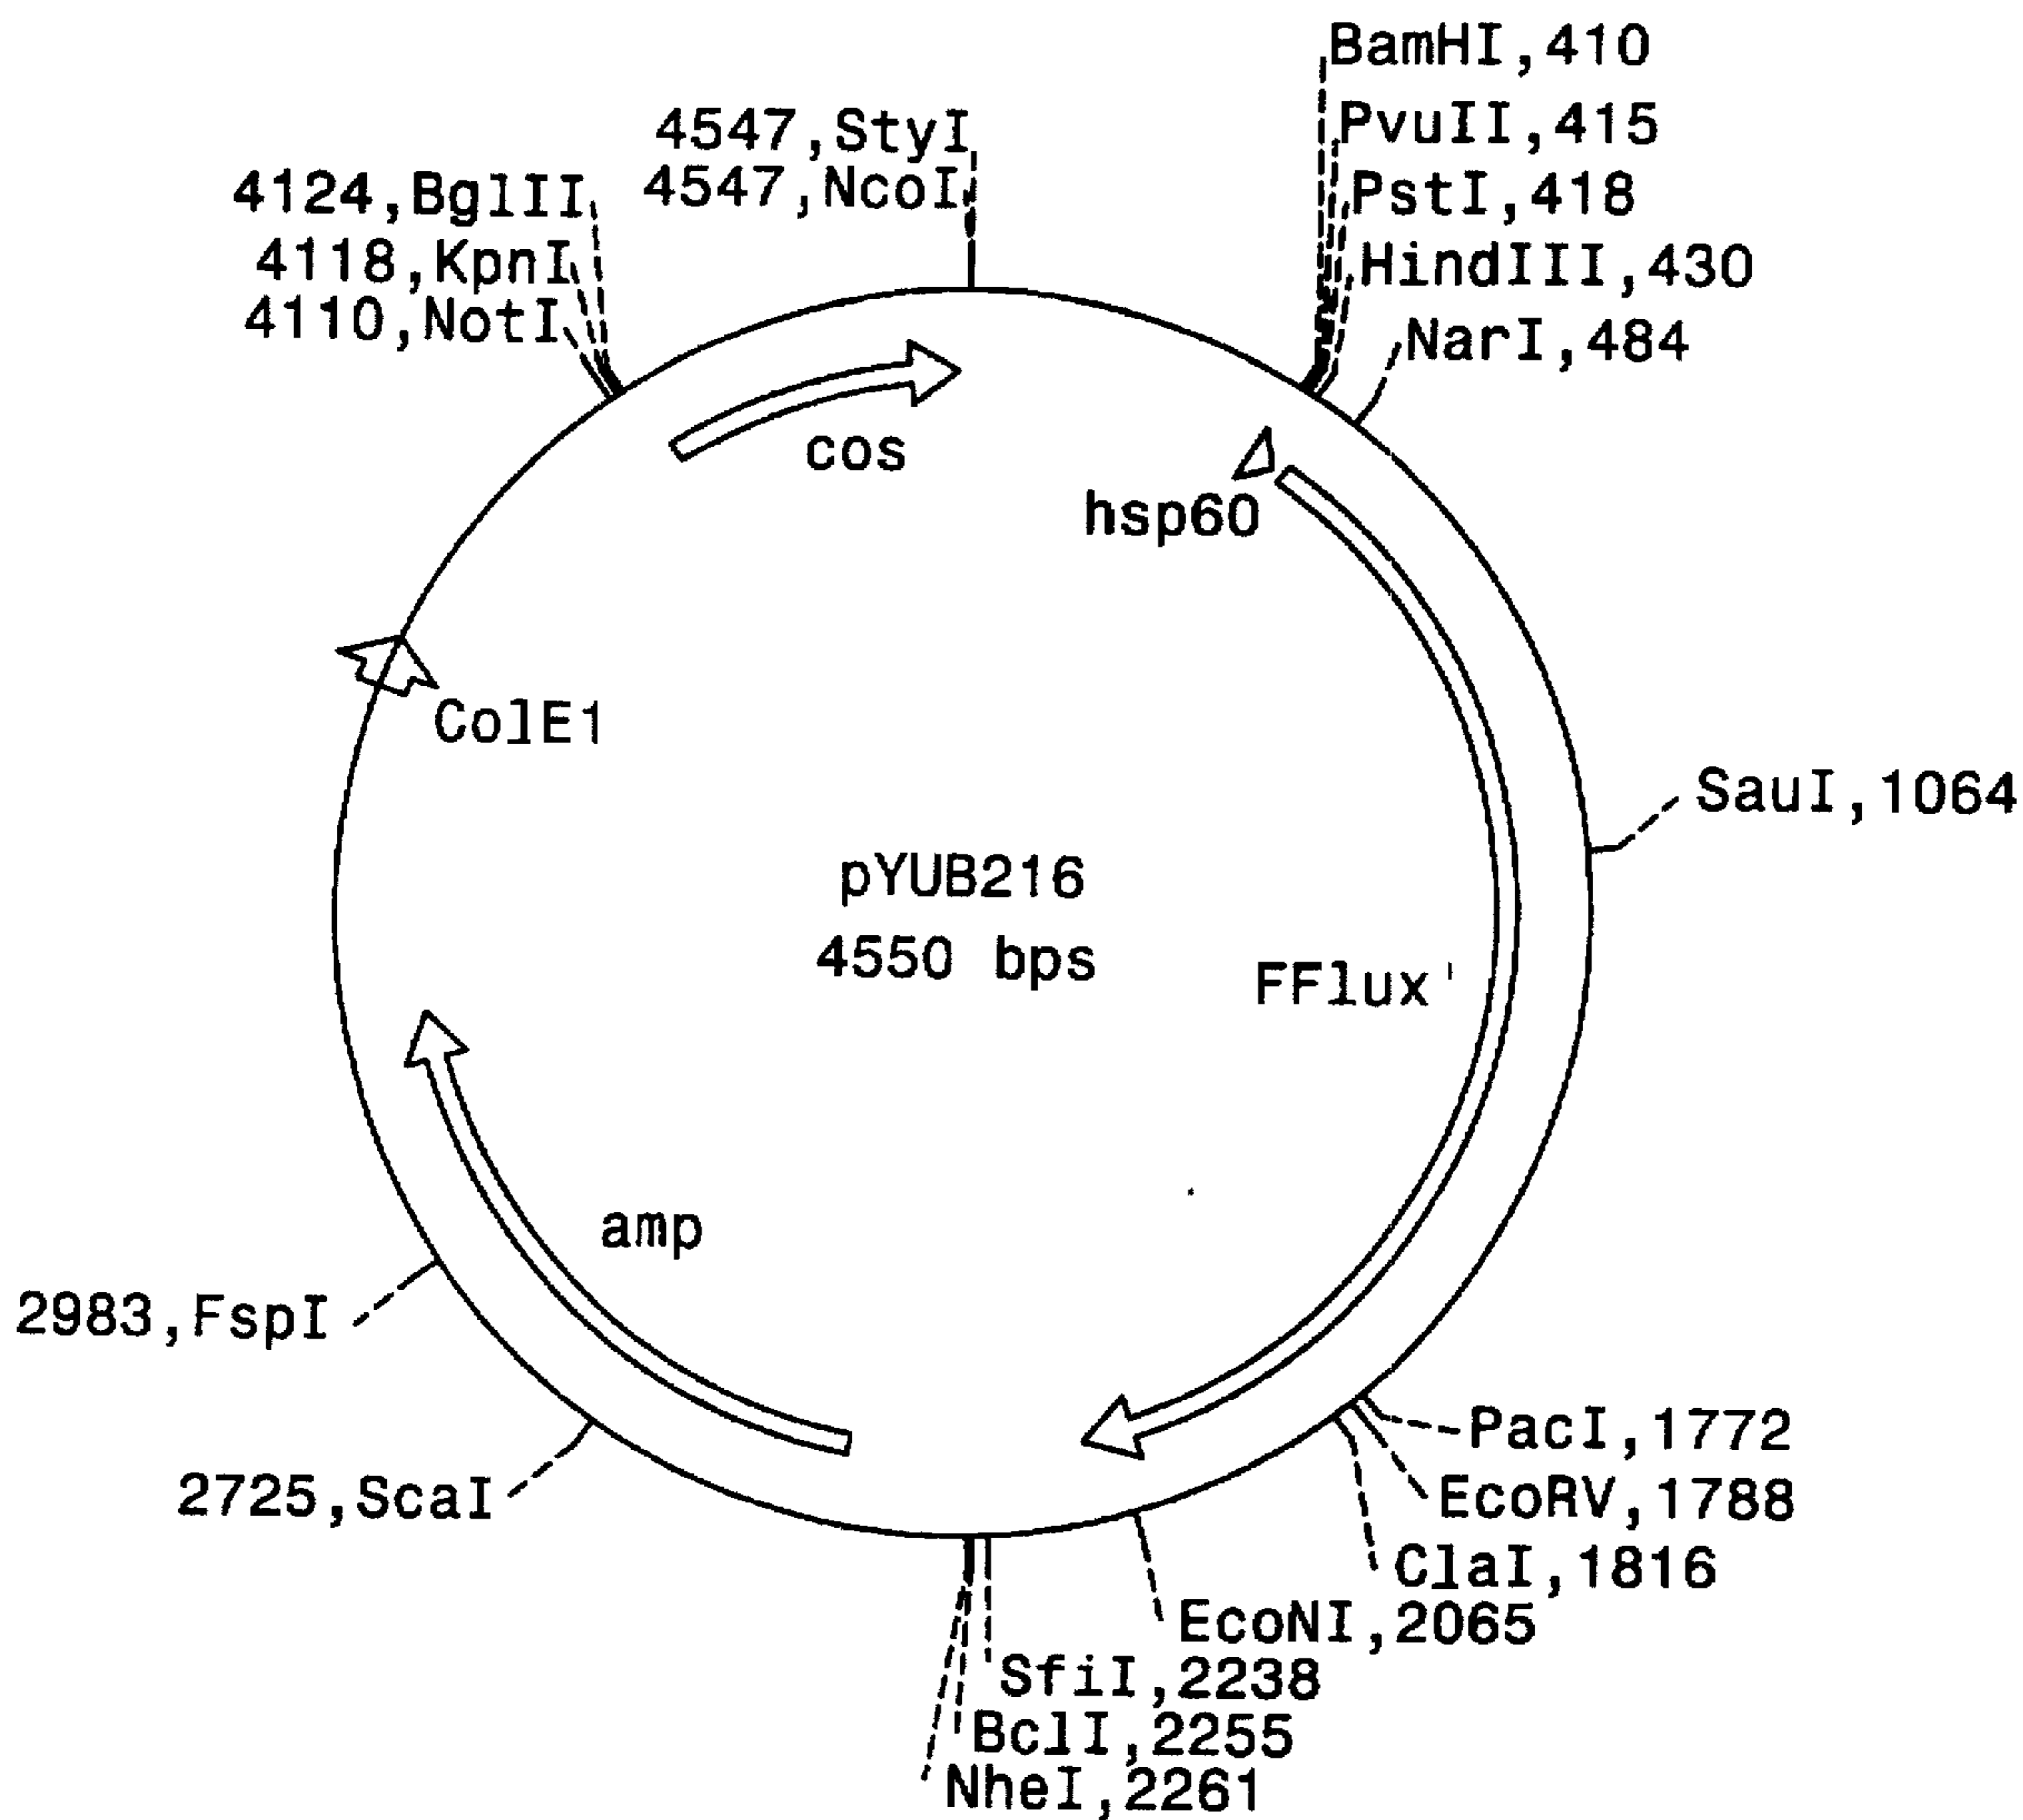 BamHI,410
PvuII,415
PstI,418
HindIII,430
NarI,484
4547,StyI
4547,NcoI
4124,BglII
4118,KpnI
4110,NotI
cos
hsp60
ColE1
SauI,1064
pYUB216
4550 bps
FFlux'
amp
2983,FspI
2725,ScaI
PacI,1772
EcoRV,1788
ClaI,1816
EcoNI,2065
SfiI,2238
BclI,2255
NheI,2261